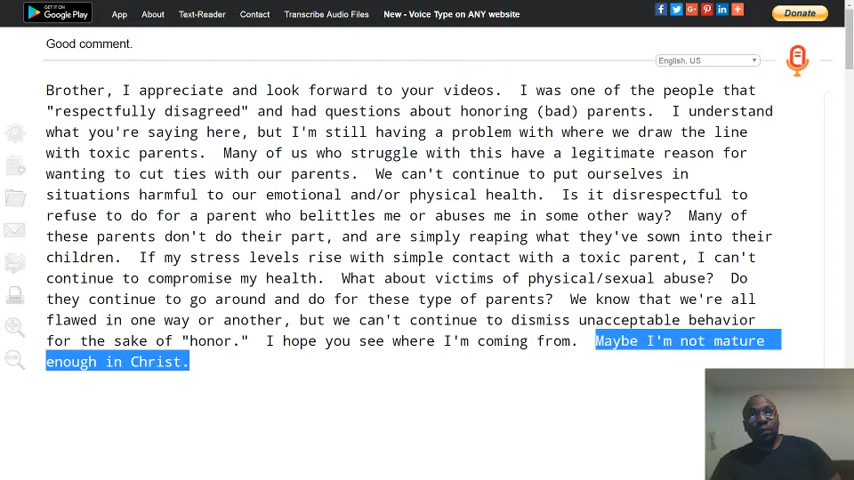 GET IT ON
Google Play
App About Text-Reader Contact Transcribe Audio Files New - Voice Type on ANY website
Donate
Good comment.
English, US
Brother, I appreciate and look forward to your videos. I was one of the people that
"respectfully disagreed" and had questions about honoring (bad) parents. I understand
what you're saying here, but I'm still having a problem with where we draw the line
with toxic parents. Many of us who struggle with this have a legitimate reason for
wanting to cut ties with our parents. We can't continue to put ourselves in
situations harmful to our emotional and/or physical health. Is it disrespectful to
refuse to do for a parent who belittles me or abuses me in some other way? Many of
these parents don't do their part, and are simply reaping what they've sown into their
children. If my stress levels rise with simple contact with a toxic parent, I can't
continue to compromise my health. What about victims of physical/sexual abuse? Do
they continue to go around and do for these type of parents? We know that we're all
flawed in one way or another, but we can't continue to dismiss unacceptable behavior
for the sake of "honor." I hope you see where I'm coming from. Maybe I'm not mature
enough in Christ.